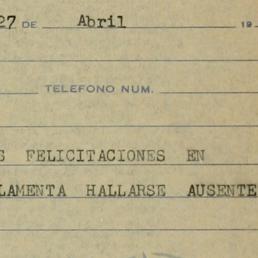 27 DE Abril 19
TELEFONO NUM.
S FELICITACIONES EN
LAMENTA HALLARSE AUSENTE